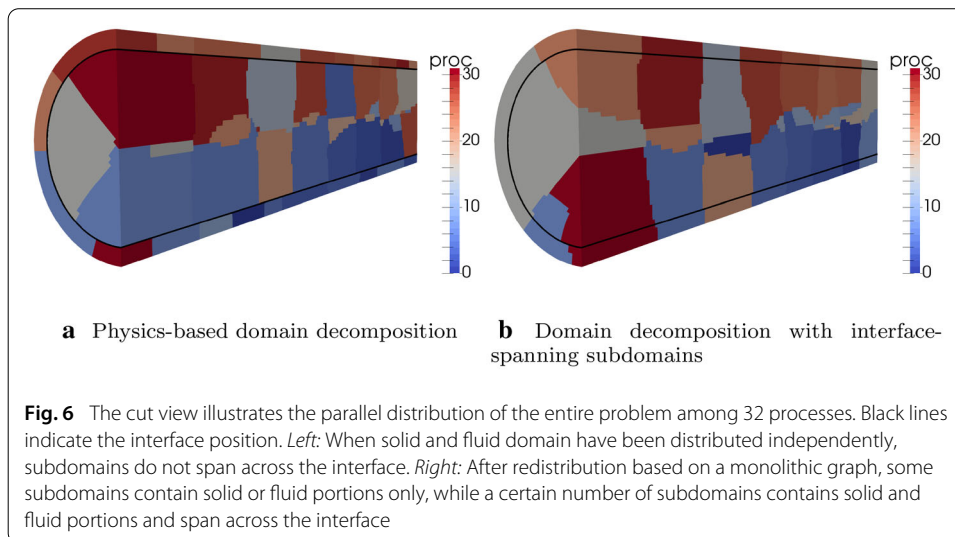 proc
30
20
10
0
proc
30
20
10
0
a Physics-based domain decomposition
b Domain decomposition with interface-
spanning subdomains
Fig. 6 The cut view illustrates the parallel distribution of the entire problem among 32 processes. Black lines
indicate the interface position. Left: When solid and fluid domain have been distributed independently,
subdomains do not span across the interface. Right: After redistribution based on a monolithic graph, some
subdomains contain solid or fluid portions only, while a certain number of subdomains contains solid and
fluid portions and span across the interface